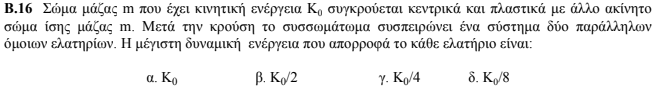 Β.16 Σώμα μάζας m που έχει κινητική ενέργεια K₀ συγκρούεται κεντρικά και πλαστικά με άλλο ακίνητο
σώμα ίσης μάζας m. Μετά την κρούση το συσσωμάτωμα συσπειρώνει ένα σύστημα δύο παράλληλων
όμοιων ελατηρίων. Η μέγιστη δυναμική ενέργεια που απορροφά το κάθε ελατήριο είναι:
α. K₀ β. K₀/2 γ. K₀/4 δ. K₀/8